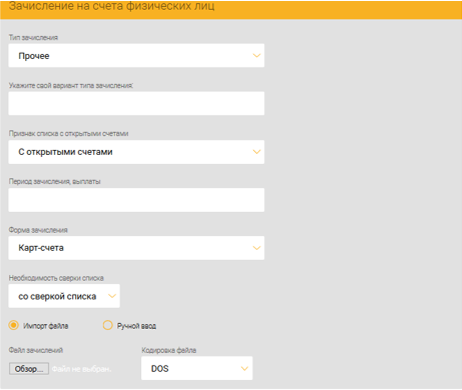 Зачисление на счета физических лиц
Тип зачисления
Прочее
Укажите свой вариант типа зачисления:
Признак списка с открытыми счетами
С открытыми счетами
Период зачисления, выплаты
Форма зачисления
Карт-счета
Необходимость сверки списка
со сверкой списка
Импорт файла Ручной ввод
Файл зачислений Кодировка файла
Обзор... Файл не выбран. DOS